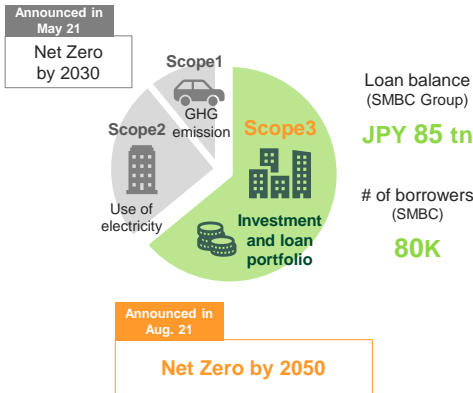 Announced in
May 21
Net Zero
by 2030
Scope1
GHG
emission
Scope2
Use of
electricity
Scope3
Investment
and loan
portfolio
Loan balance
(SMBC Group)
JPY 85 tn
# of borrowers
(SMBC)
80K
Announced in
Aug. 21
Net Zero by 2050